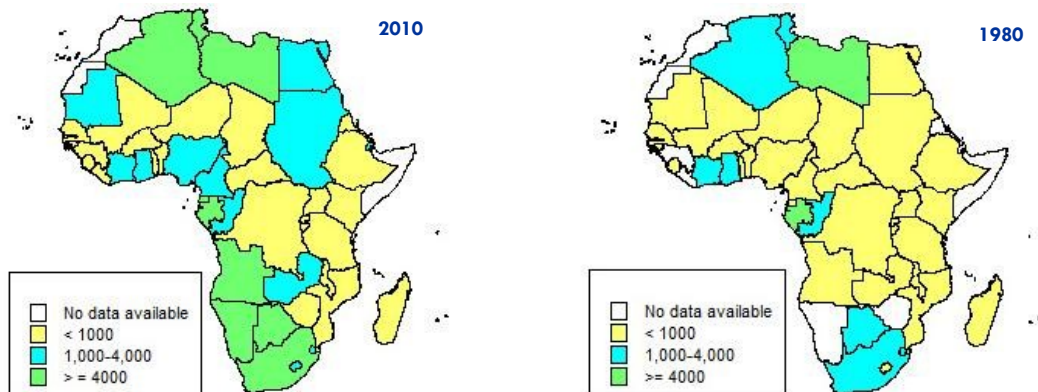 2010
No data available
< 1000
1,000-4,000
> = 4000
1980
No data available
< 1000
1,000-4,000
>= 4000